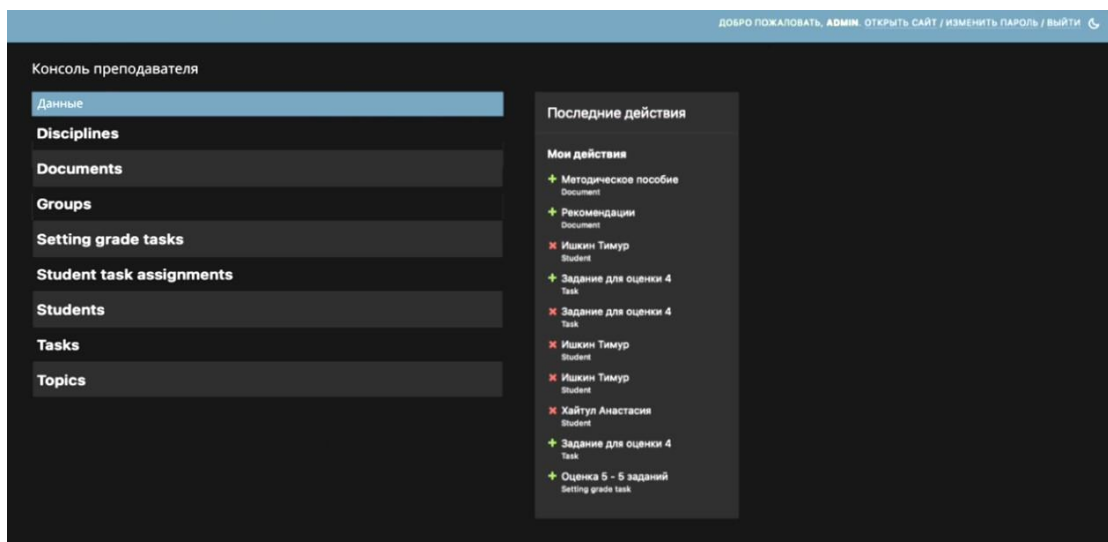 ДОБРО ПОЖАЛОВАТЬ, ADMIN. ОТКРЫТЬ САЙТ / ИЗМЕНИТЬ ПАРОЛЬ / ВЫЙТИ
Консоль преподавателя
Данные
Disciplines
Documents
Groups
Setting grade tasks
Student task assignments
Students
Tasks
Topics
Последние действия
Мои действия
Методическое пособие
Document
Рекомендации
Document
Ишкин Тимур
Student
Задание для оценки 4
Task
Задание для оценки 4
Task
Ишкин Тимур
Student
Ишкин Тимур
Student
Хайтул Анастасия
Student
Задание для оценки 4
Task
Оценка 5 - 5 заданий
Setting grade task